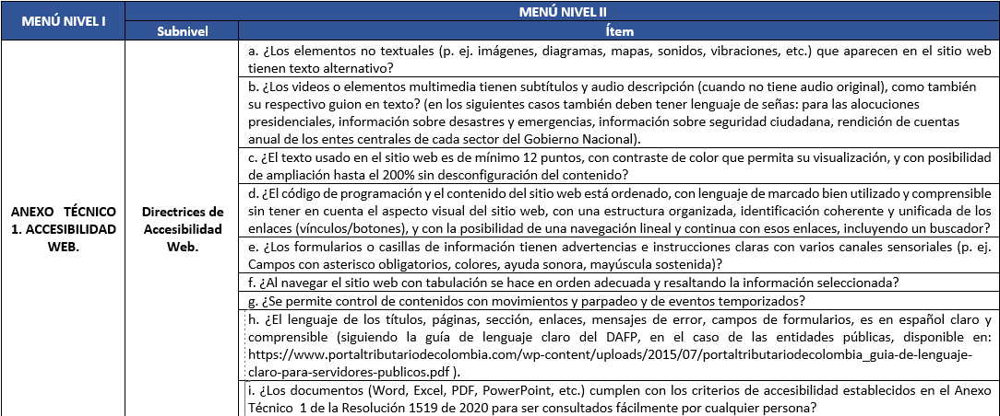 MENÚ NIVEL I
MENÚ NIVEL II
Subnivel
Ítem
ANEXO TÉCNICO
1. ACCESIBILIDAD
WEB.
Directrices de
Accesibilidad
Web.
a. ¿Los elementos no textuales (p. ej. imágenes, diagramas, mapas, sonidos, vibraciones, etc.) que aparecen en el sitio web
tienen texto alternativo?
b. ¿Los videos o elementos multimedia tienen subtítulos y audio descripción (cuando no tiene audio original), como también
su respectivo guion en texto? (en los siguientes casos también deben tener lenguaje de señas: para las alocuciones
presidenciales, información sobre desastres y emergencias, información sobre seguridad ciudadana, rendición de cuentas
anual de los entes centrales de cada sector del Gobierno Nacional).
c. ¿El texto usado en el sitio web es de mínimo 12 puntos, con contraste de color que permita su visualización, y con posibilidad
de ampliación hasta el 200% sin desconfiguración del contenido?
d. ¿El código de programación y el contenido del sitio web está ordenado, con lenguaje de marcado bien utilizado y comprensible
sin tener en cuenta el aspecto visual del sitio web, con una estructura organizada, identificación coherente y unificada de los
enlaces (vínculos/botones), y con la posibilidad de una navegación lineal y continua con esos enlaces, incluyendo un buscador?
e. ¿Los formularios o casillas de información tienen advertencias e instrucciones claras con varios canales sensoriales (p. ej.
Campos con asterisco obligatorios, colores, ayuda sonora, mayúscula sostenida)?
f. ¿Al navegar el sitio web con tabulación se hace en orden adecuada y resaltando la información seleccionada?
g. ¿Se permite control de contenidos con movimientos y parpadeo y de eventos temporizados?
h. ¿El lenguaje de los títulos, páginas, sección, enlaces, mensajes de error, campos de formularios, es en español claro y
comprensible (siguiendo la guía de lenguaje claro del DAFP, en el caso de las entidades públicas, disponible en:
https://www.portaltributariodecolombia.com/wp-content/uploads/2015/07/portaltributariodecolombia_guia-de-lenguaje-
claro-para-servidores-publicos.pdf ).
i. ¿Los documentos (Word, Excel, PDF, PowerPoint, etc.) cumplen con los criterios de accesibilidad establecidos en el Anexo
Técnico 1 de la Resolución 1519 de 2020 para ser consultados fácilmente por cualquier persona?